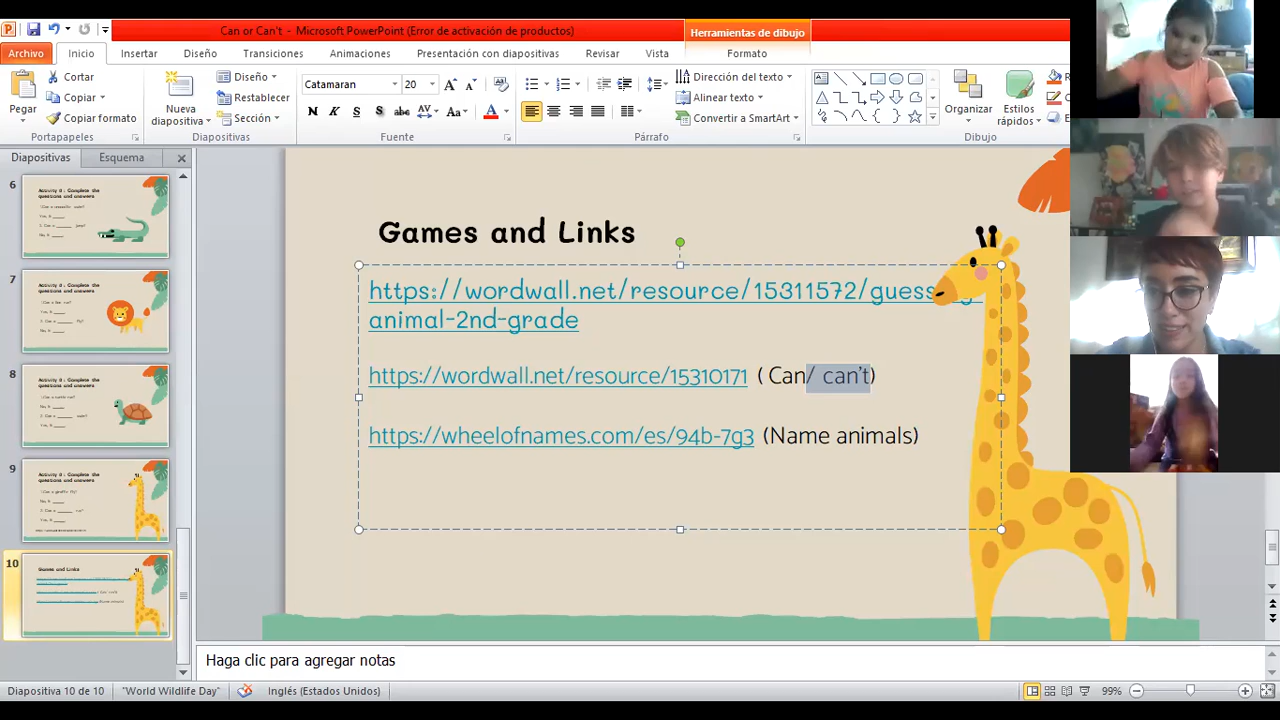 Can or Can't - Microsoft PowerPoint (Error de activación de productos)
Herramientas de dibujo
Archivo Inicio Insertar Diseño Transiciones Animaciones Presentación con diapositivas Revisar Vista Formato
Pegar
Cortar
Copiar
Copiar formato
Portapapeles
Nueva diapositiva
Diseño
Restablecer
Sección
Diapositivas
Catamaran 20
N K S S abc AV Aa A
Fuente
Párrafo
Dirección del texto
Alinear texto
Convertir a SmartArt
Organizar
Estilos rápidos
Dibujo
Diapositivas Esquema
6
7
8
9
10
Games and Links
https://wordwall.net/resource/15311572/guess
animal-2nd-grade
https://wordwall.net/resource/15310171 ( Can/ can't)
https://wheelofnames.com/es/94b-7g3 (Name animals)
Haga clic para agregar notas
Diapositiva 10 de 10 "World Wildlife Day" Inglés (Estados Unidos) 99%